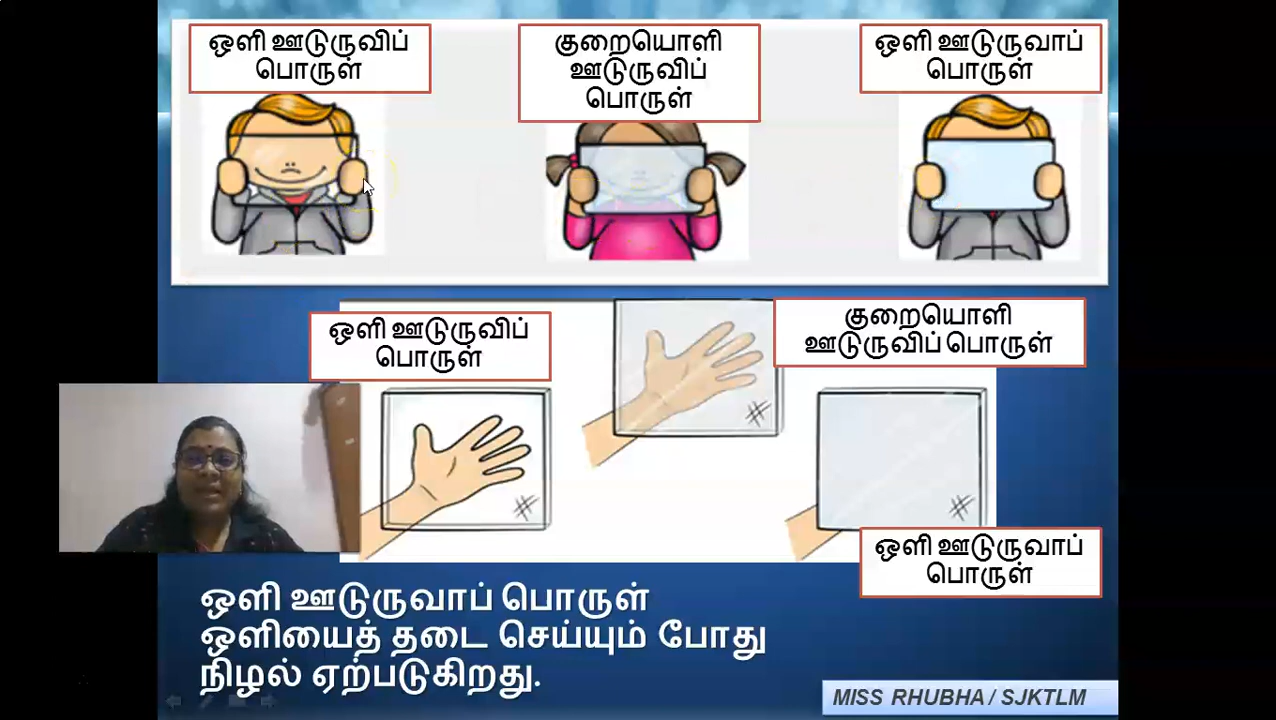 ஒளி ஊடுருவிப்
பொருள்
குறையொளி
ஊடுருவிப்
பொருள்
ஒளி ஊடுருவாப்
பொருள்
ஒளி ஊடுருவிப்
பொருள்
குறையொளி
ஊடுருவிப் பொருள்
ஒளி ஊடுருவாப்
பொருள்
ஒளி ஊடுருவாப் பொருள்
ஒளியைத் தடை செய்யும் போது
நிழல் ஏற்படுகிறது.
MISS RHUBHA / SJKTLM